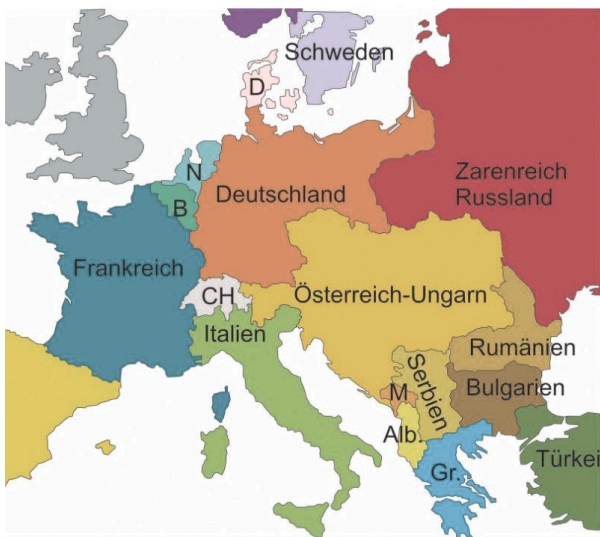 Schweden
D
Zarenreich
Russland
N
Deutschland
B
Frankreich
CH
Österreich-Ungarn
Italien
Rumänien
Serbien
M
Bulgarien
Alb.
Türkei
Gr.